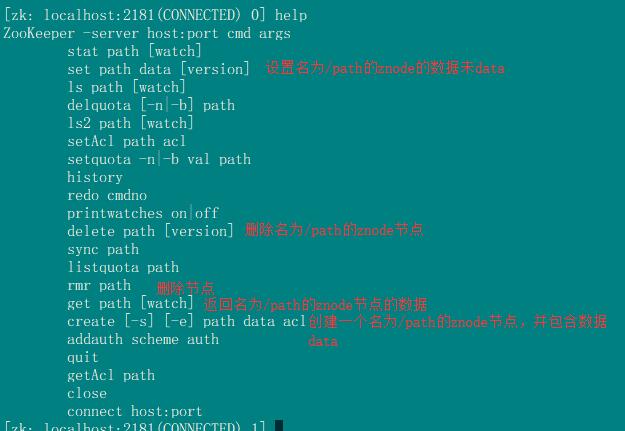 [zk: localhost:2181(CONNECTED) 0] help
ZooKeeper -server host:port cmd args
stat path [watch]
set path data [version] 设置名为/path的znode的数据未data
ls path [watch]
delquota [-n|-b] path
ls2 path [watch]
setAcl path acl
setquota -n|-b val path
history
redo cmdno
printwatches on|off
delete path [version] 删除名为/path的znode节点
sync path
listquota path
rmr path 删除节点
get path [watch] 返回名为/path的znode节点的数据
create [-s] [-e] path data acl 创建一个名为/path的znode节点，并包含数据
addauth scheme auth data
quit
getAcl path
close
connect host:port
[zk: localhost:2181(CONNECTED) 1]